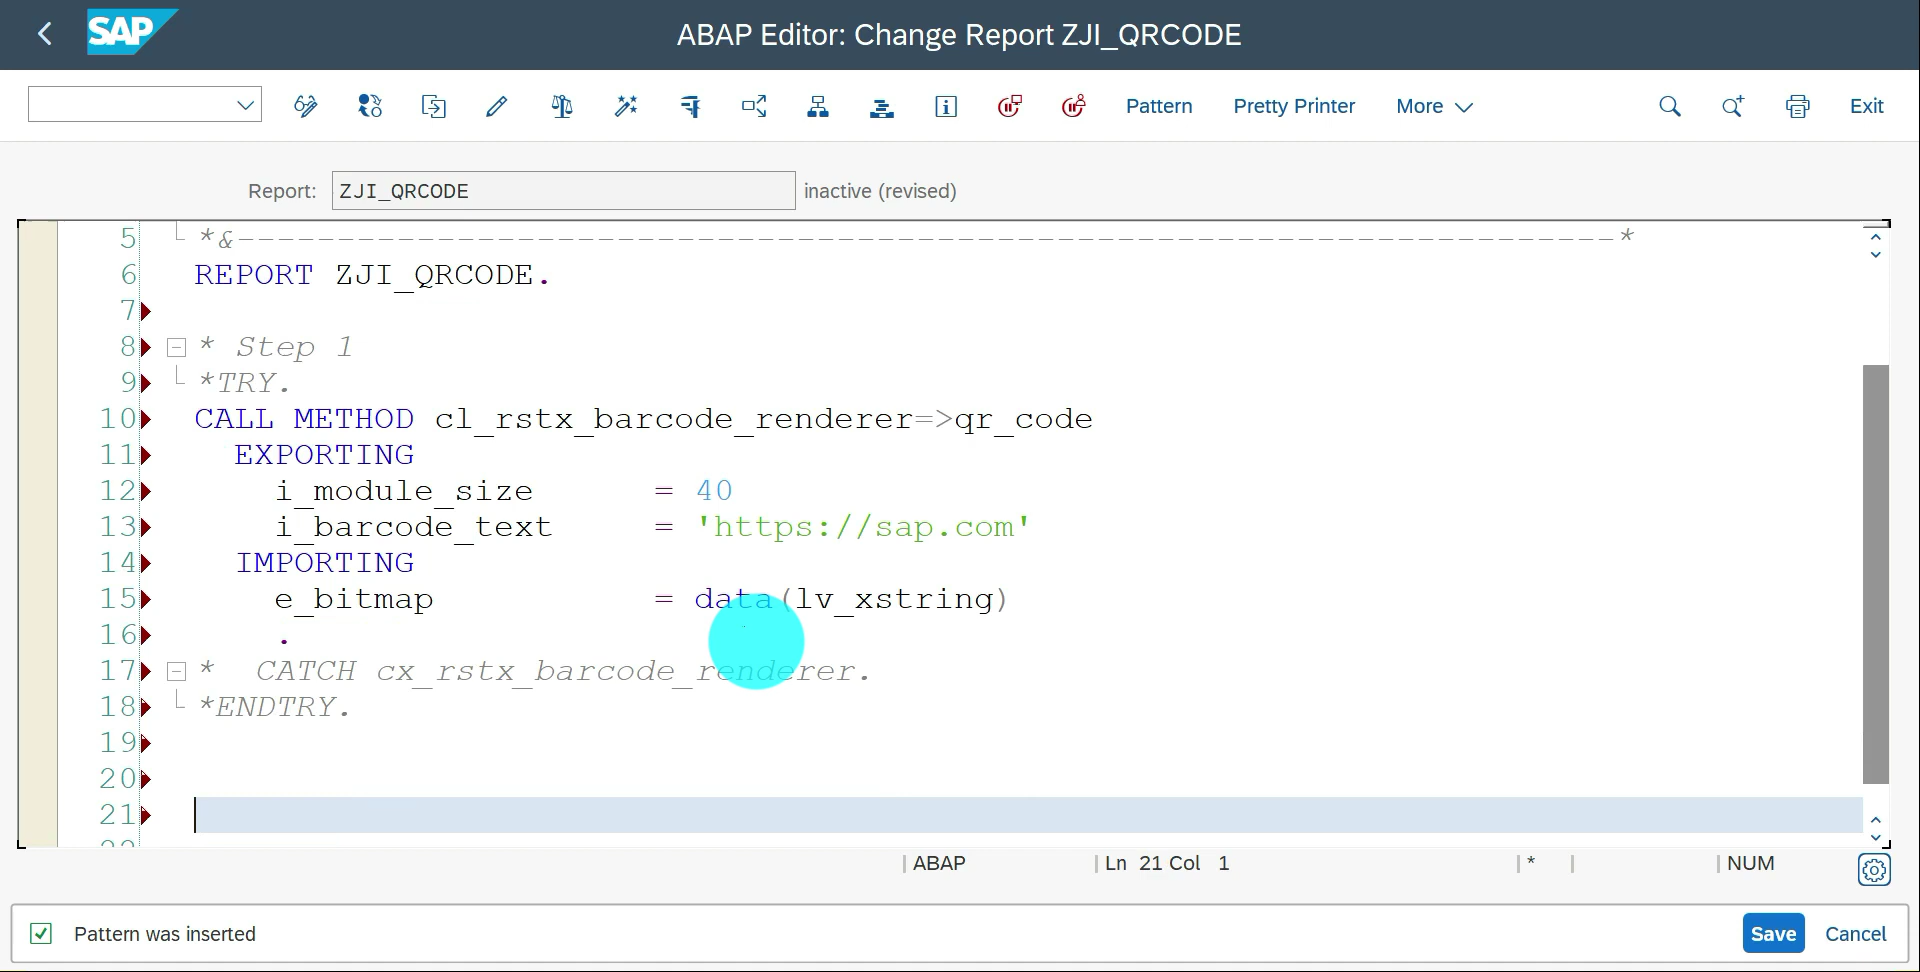 SAP
ABAP Editor: Change Report ZJI_QRCODE
Pattern
Pretty Printer
More
Exit
Report: ZJI_QRCODE inactive (revised)
5 *&---------------------------------------------------------------------*
6 REPORT ZJI_QRCODE.
7
8 * Step 1
9 *TRY.
10 CALL METHOD cl_rstx_barcode_renderer=>qr_code
11 EXPORTING
12 i_module_size = 40
13 i_barcode_text = 'https://sap.com'
14 IMPORTING
15 e_bitmap = data(lv_xstring)
16 .
17 * CATCH cx_rstx_barcode_renderer.
18 *ENDTRY.
19
20
21
ABAP Ln 21 Col 1 * NUM
Pattern was inserted
Save Cancel